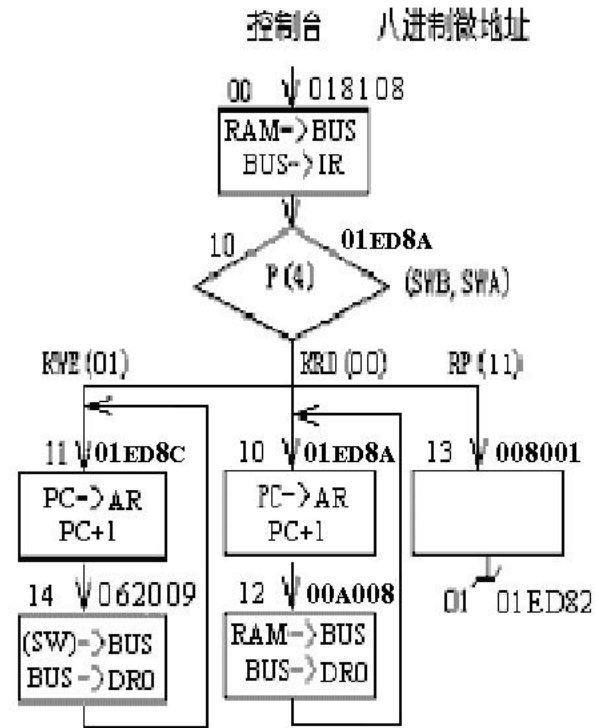 控制台 八进制微地址
00 018108
RAM->BUS
BUS->IR
10 01ED8A
P(4) (SWB,SWA)
KWE(01) KRD(00) RP(11)
11 01ED8C 10 01ED8A 13 008001
PC->AR PC->AR
PC+1 PC+1
14 062009 12 00A008 01 01ED82
(SW)->BUS RAM->BUS
BUS->DR0 BUS->DR0